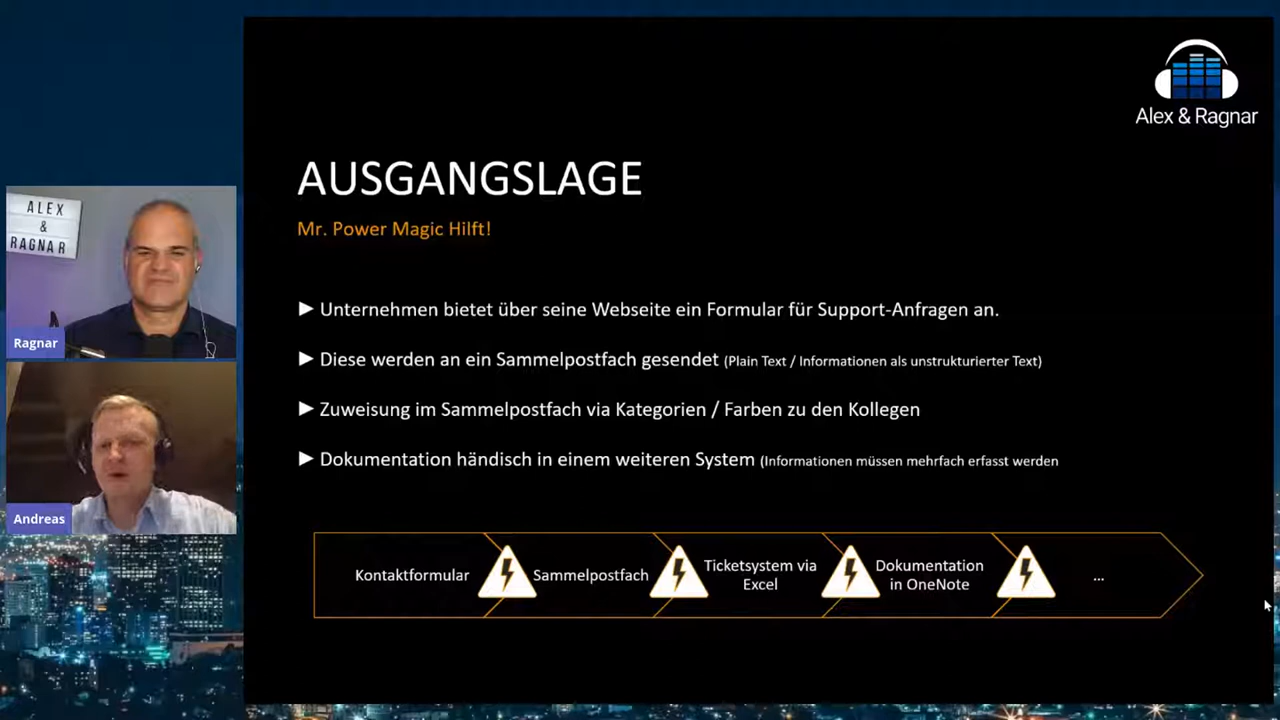 Alex & Ragnar
AUSGANGSLAGE
Mr. Power Magic Hilft!
ALEX
&
RAGNAR
Ragnar
Andreas
► Unternehmen bietet über seine Webseite ein Formular für Support-Anfragen an.
► Diese werden an ein Sammelpostfach gesendet (Plain Text / Informationen als unstrukturierter Text)
► Zuweisung im Sammelpostfach via Kategorien / Farben zu den Kollegen
► Dokumentation händisch in einem weiteren System (Informationen müssen mehrfach erfasst werden
Kontaktformular
Sammelpostfach
Ticketsystem via
Excel
Dokumentation
in OneNote
...